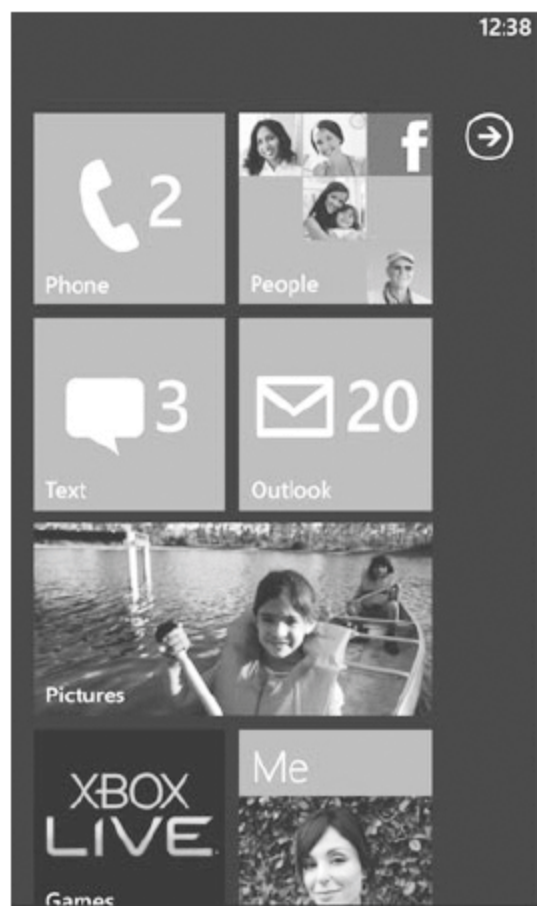 12:38
2
Phone
f
People
3
Text
20
Outlook
Pictures
XBOX
LIVE
Games
Me